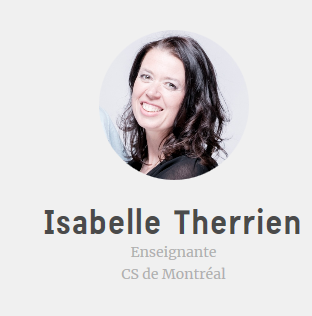 Isabelle Therrien
Enseignante
CS de Montréal